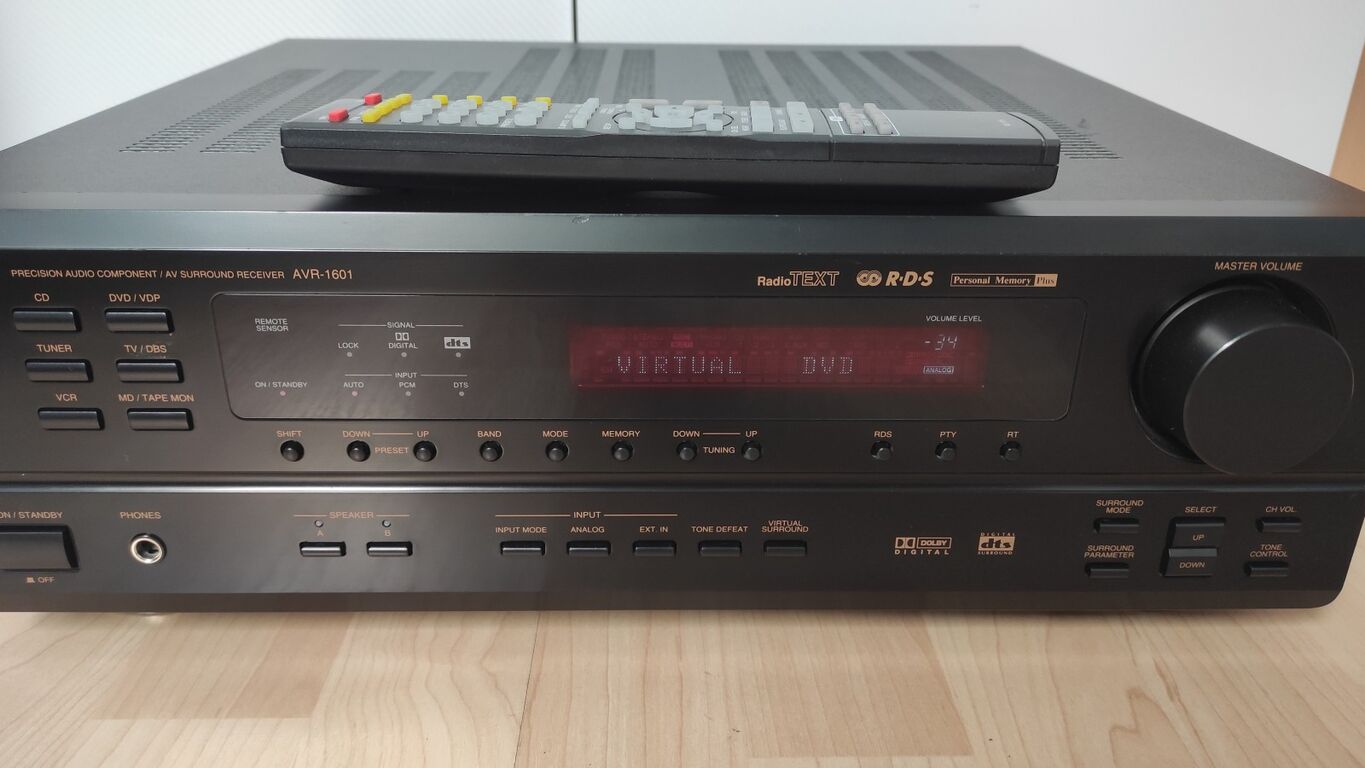 PRECISION AUDIO COMPONENT / AV SURROUND RECEIVER AVR-1601
RadioTEXT R·D·S Personal Memory Plus
MASTER VOLUME
CD
DVD / VDP
TUNER
TV / DBS
VCR
MD / TAPE MON
REMOTE SENSOR
SIGNAL
LOCK
DIGITAL
dts
INPUT
ON / STANDBY
AUTO
PCM
DTS
VOLUME LEVEL
-34
VIRTUAL DVD
ANALOG
SHIFT
DOWN
UP
PRESET
BAND
MODE
MEMORY
DOWN
UP
TUNING
RDS
PTY
RT
ON / STANDBY
OFF
PHONES
SPEAKER
A
B
INPUT
INPUT MODE
ANALOG
EXT. IN
TONE DEFEAT
VIRTUAL SURROUND
DOLBY
DIGITAL
DIGITAL
dts
SURROUND
SURROUND MODE
SURROUND PARAMETER
SELECT
UP
DOWN
CH VOL.
TONE CONTROL